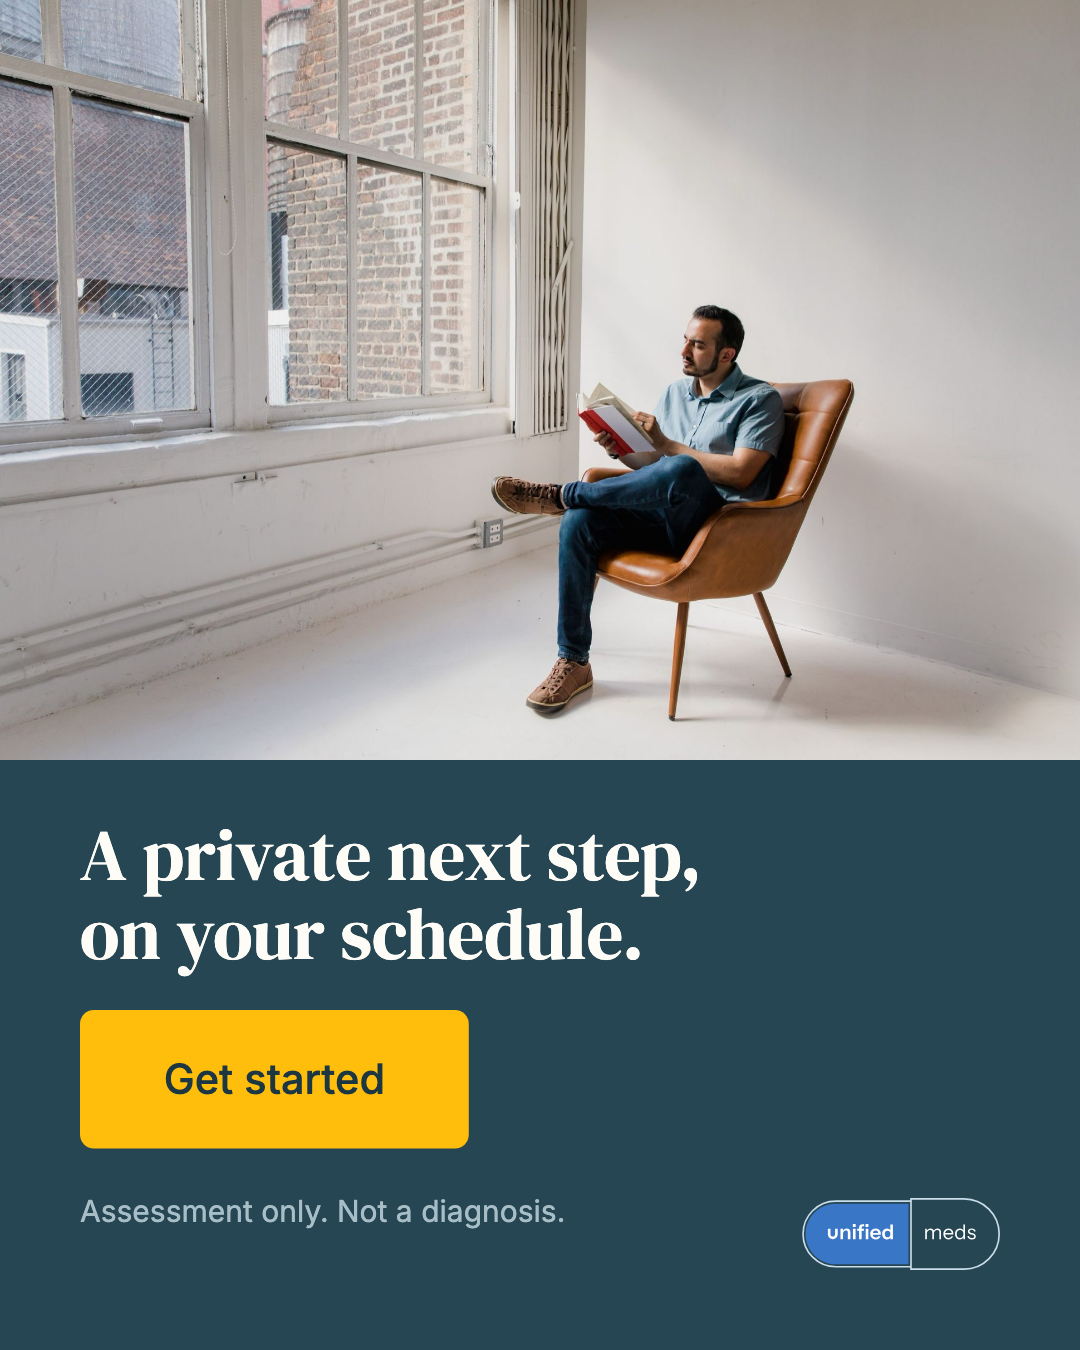 A private next step,
on your schedule.
Get started
Assessment only. Not a diagnosis.
unified meds